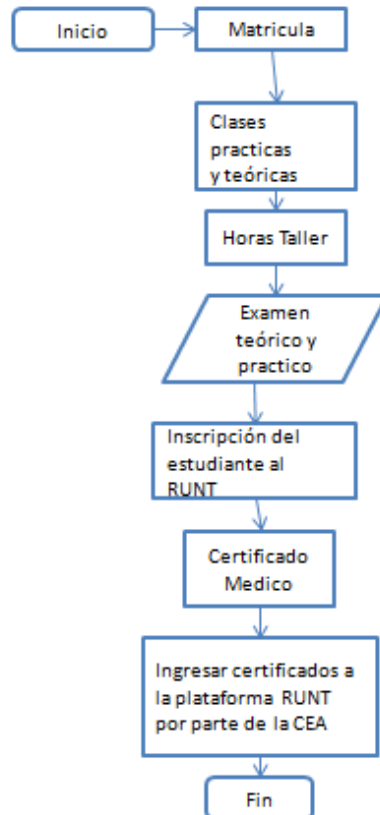 Inicio
Matricula
Clases
practicas
y teóricas
Horas Taller
Examen
teórico y
practico
Inscripción del
estudiante al
RUNT
Certificado
Medico
Ingresar certificados a
la plataforma RUNT
por parte de la CEA
Fin